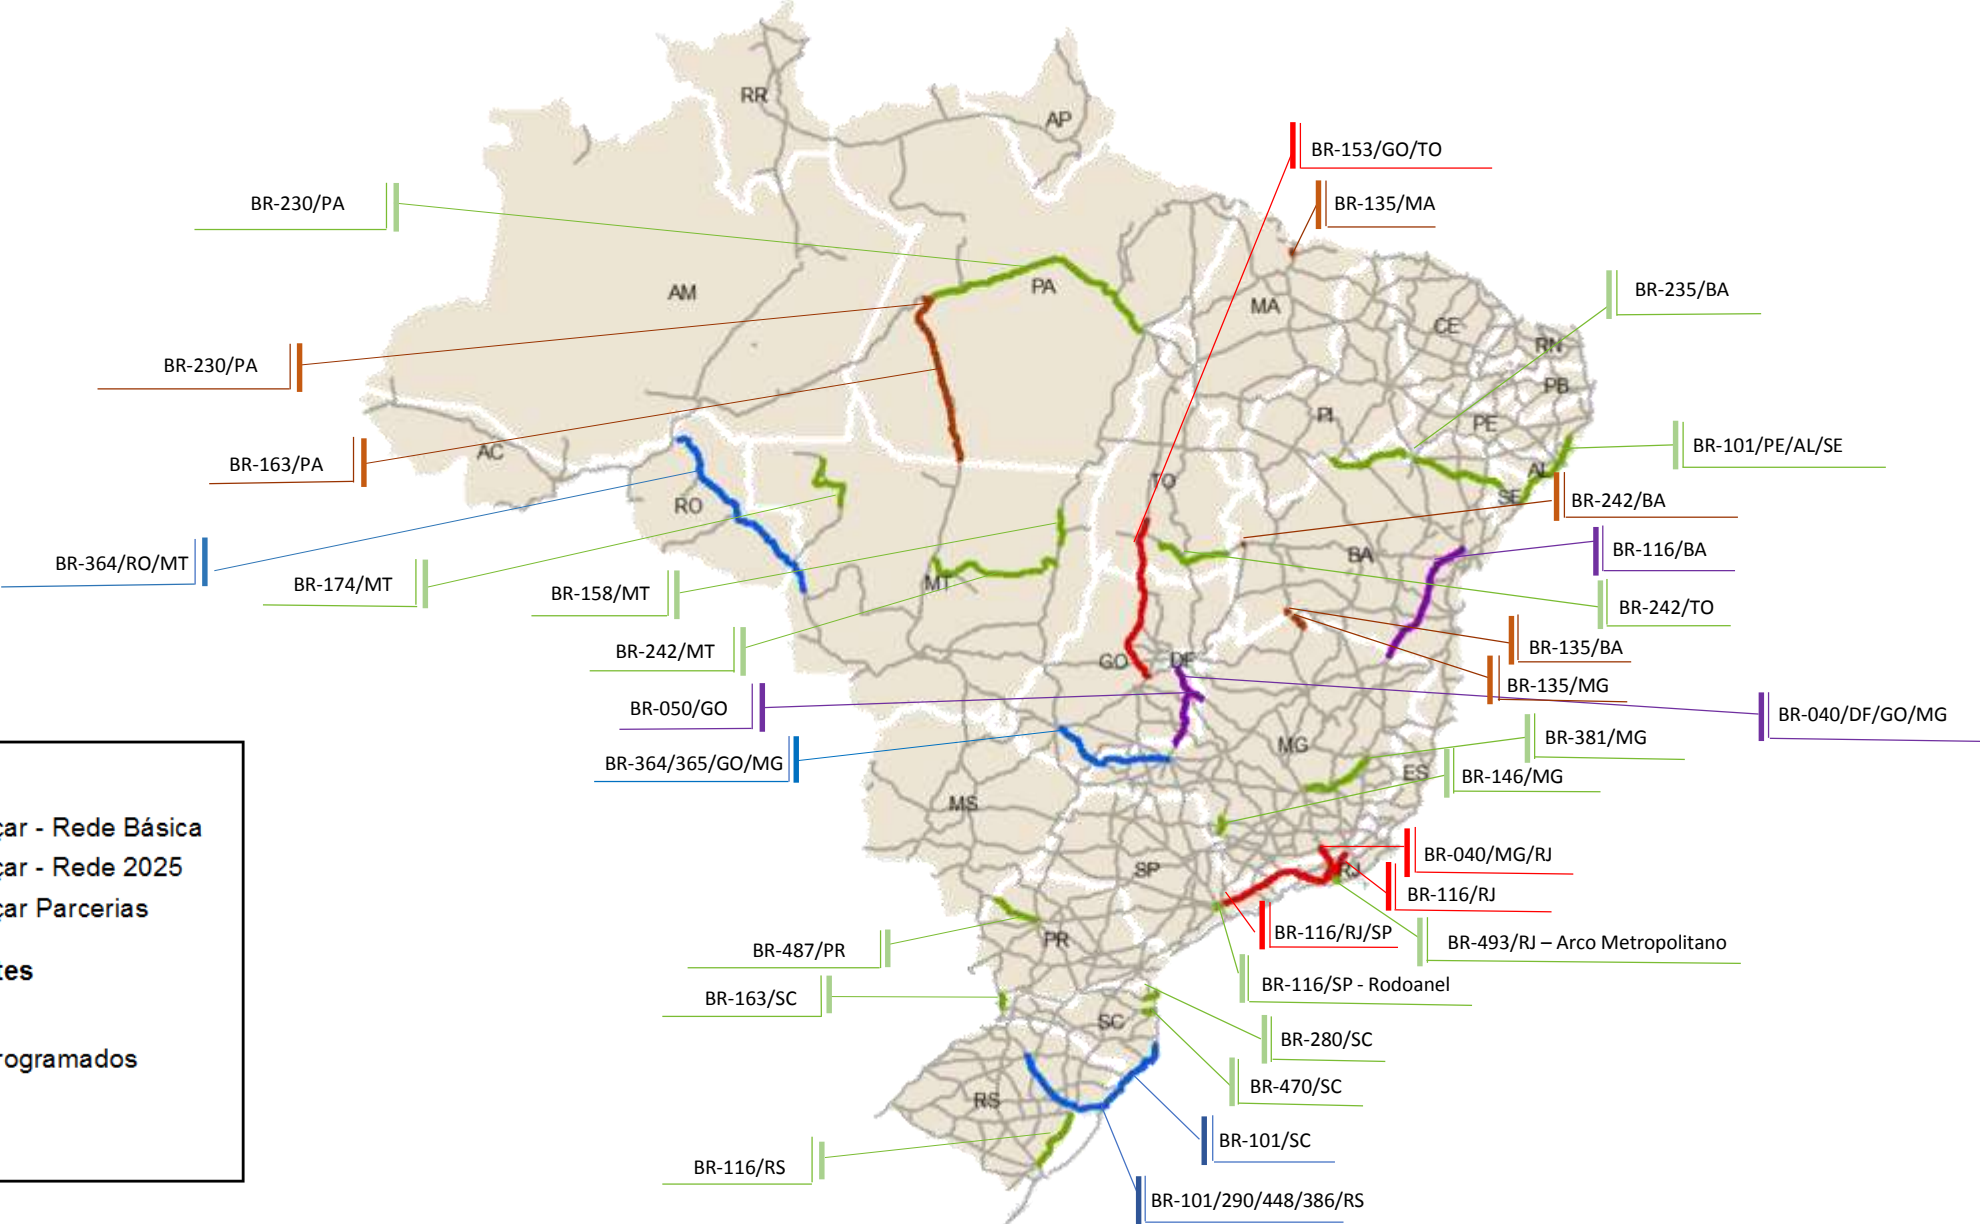 RR
AP
BR-153/GO/TO
BR-135/MA
BR-230/PA
AM
PA
MA
BR-235/BA
CE
RN
BR-230/PA
PB
PI
PE
AC
BR-163/PA
BR-101/PE/AL/SE
AL
TO
SE
BR-242/BA
RO
BR-364/RO/MT
BA
BR-116/BA
BR-174/MT
MT
BR-158/MT
BR-242/TO
BR-242/MT
BR-135/BA
GO
DF
BR-135/MG
BR-050/GO
BR-040/DF/GO/MG
BR-364/365/GO/MG
MG
BR-381/MG
ES
BR-146/MG
MS
çar - Rede Básica
çar - Rede 2025
çar Parcerias
tes
rogramados
SP
RJ
BR-040/MG/RJ
BR-116/RJ
BR-116/RJ/SP
BR-493/RJ – Arco Metropolitano
BR-487/PR
PR
BR-116/SP - Rodoanel
BR-163/SC
SC
BR-280/SC
BR-470/SC
RS
BR-101/SC
BR-116/RS
BR-101/290/448/386/RS